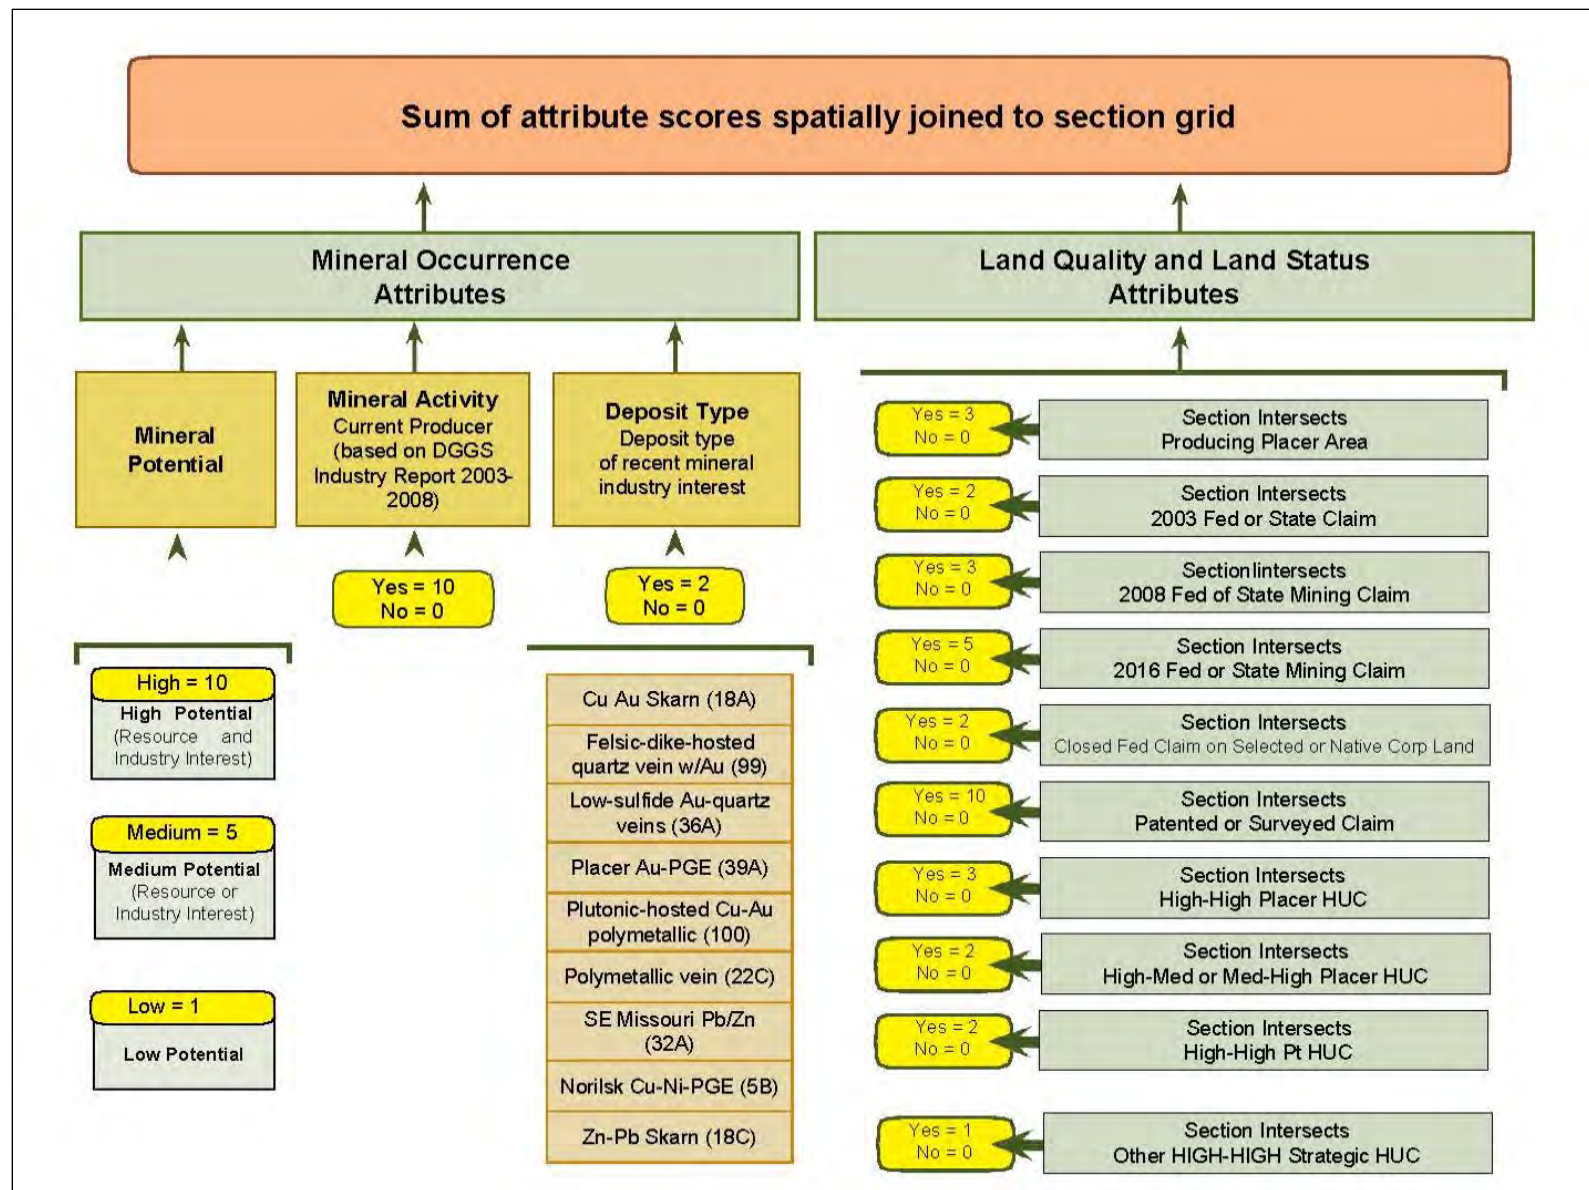 Sum of attribute scores spatially joined to section grid
Mineral Occurrence
Attributes
Land Quality and Land Status
Attributes
Mineral
Potential
Mineral Activity
Current Producer
(based on DGGS
Industry Report 2003-
2008)
Deposit Type
Deposit type
of recent mineral
industry interest
Yes = 10
No = 0
Yes = 2
No = 0
High = 10
High Potential
(Resource and
Industry Interest)
Medium = 5
Medium Potential
(Resource or
Industry Interest)
Low = 1
Low Potential
Cu Au Skarn (18A)
Felsic-dike-hosted
quartz vein w/Au (99)
Low-sulfide Au-quartz
veins (36A)
Placer Au-PGE (39A)
Plutonic-hosted Cu-Au
polymetallic (100)
Polymetallic vein (22C)
SE Missouri Pb/Zn
(32A)
Norilsk Cu-Ni-PGE (5B)
Zn-Pb Skarn (18C)
Yes = 3
No = 0
Section Intersects
Producing Placer Area
Yes = 2
No = 0
Section Intersects
2003 Fed or State Claim
Yes = 3
No = 0
Sectionlintersects
2008 Fed of State Mining Claim
Yes = 5
No = 0
Section Intersects
2016 Fed or State Mining Claim
Yes = 2
No = 0
Section Intersects
Closed Fed Claim on Selected or Native Corp Land
Yes = 10
No = 0
Section Intersects
Patented or Surveyed Claim
Yes = 3
No = 0
Section Intersects
High-High Placer HUC
Yes = 2
No = 0
Section Intersects
High-Med or Med-High Placer HUC
Yes = 2
No = 0
Section Intersects
High-High Pt HUC
Yes = 1
No = 0
Section Intersects
Other HIGH-HIGH Strategic HUC